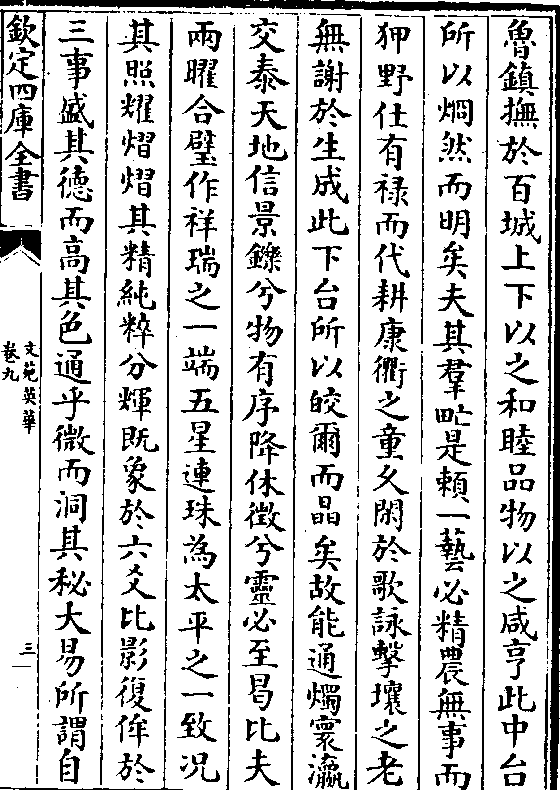 魯鎮撫於百城上下以之和睦品物以之咸亨此中台
所以烱然而明矣夫其羣甿是頼一藝必精農無事而
狎野仕有禄而代耕康衢之童久閑於歌詠擊壤之老
無謝於生成此下台所以皎爾而晶矣故能通燭寰瀛
交泰天地信景鑠兮物有序降休徴兮靈必至曷比夫
兩曜合璧作祥瑞之一端五星連珠為太平之一致况
其照耀熠熠其精純粹分輝既象於六爻比影復侔於
三事盛其德而高其色通乎微而洞其秘大易所謂自
欽定四庫全書
文苑英華
卷九
三